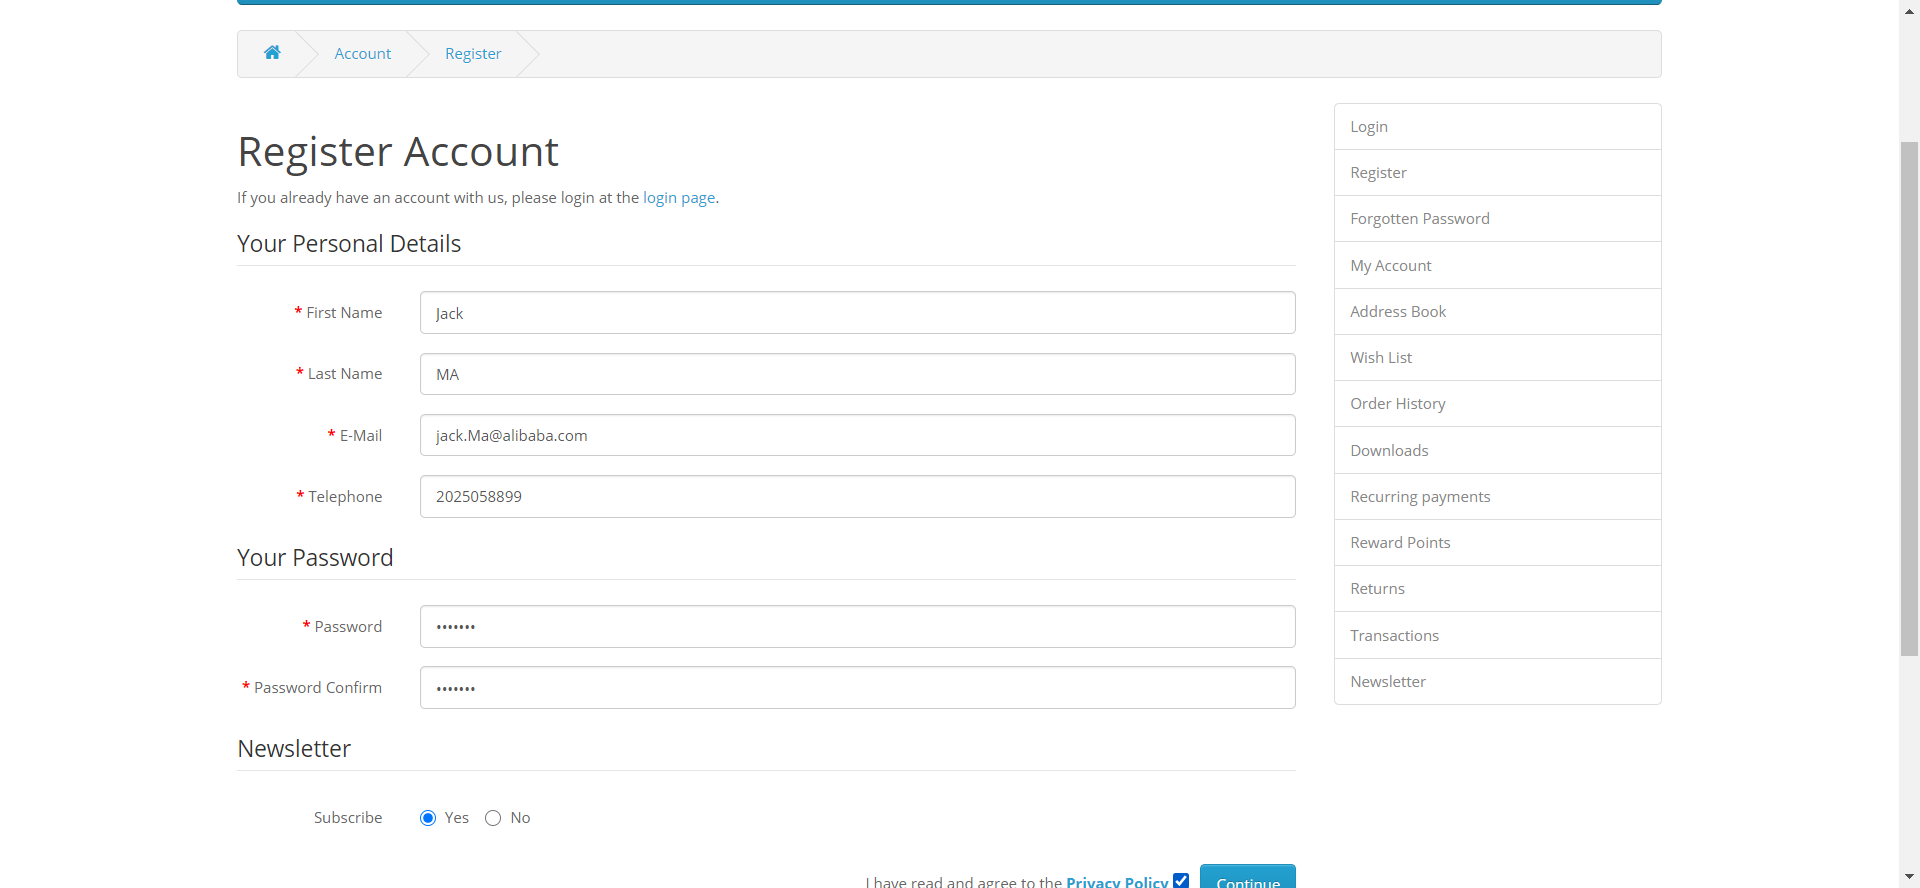 Account
Register
Register Account
If you already have an account with us, please login at the login page.
Your Personal Details
* First Name
Jack
* Last Name
MA
* E-Mail
jack.Ma@alibaba.com
* Telephone
2025058899
Your Password
* Password
•••••••
* Password Confirm
•••••••
Newsletter
Subscribe
Yes
No
I have read and agree to the Privacy Policy
Continue
Login
Register
Forgotten Password
My Account
Address Book
Wish List
Order History
Downloads
Recurring payments
Reward Points
Returns
Transactions
Newsletter